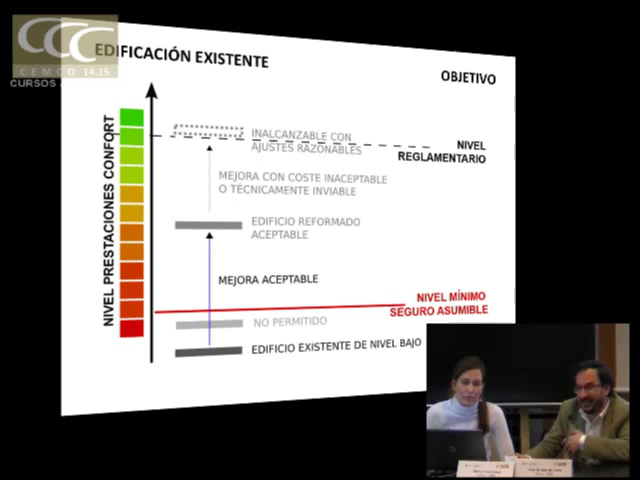 CCC
CEMCO 14.15
CURSOS
EDIFICACIÓN EXISTENTE
OBJETIVO
NIVEL PRESTACIONES CONFORT
INALCANZABLE CON
AJUSTES RAZONABLES
NIVEL
REGLAMENTARIO
MEJORA CON COSTE INACEPTABLE
O TÉCNICAMENTE INVIABLE
EDIFICIO REFORMADO
ACEPTABLE
MEJORA ACEPTABLE
NIVEL MÍNIMO
SEGURO ASUMIBLE
NO PERMITIDO
EDIFICIO EXISTENTE DE NIVEL BAJO